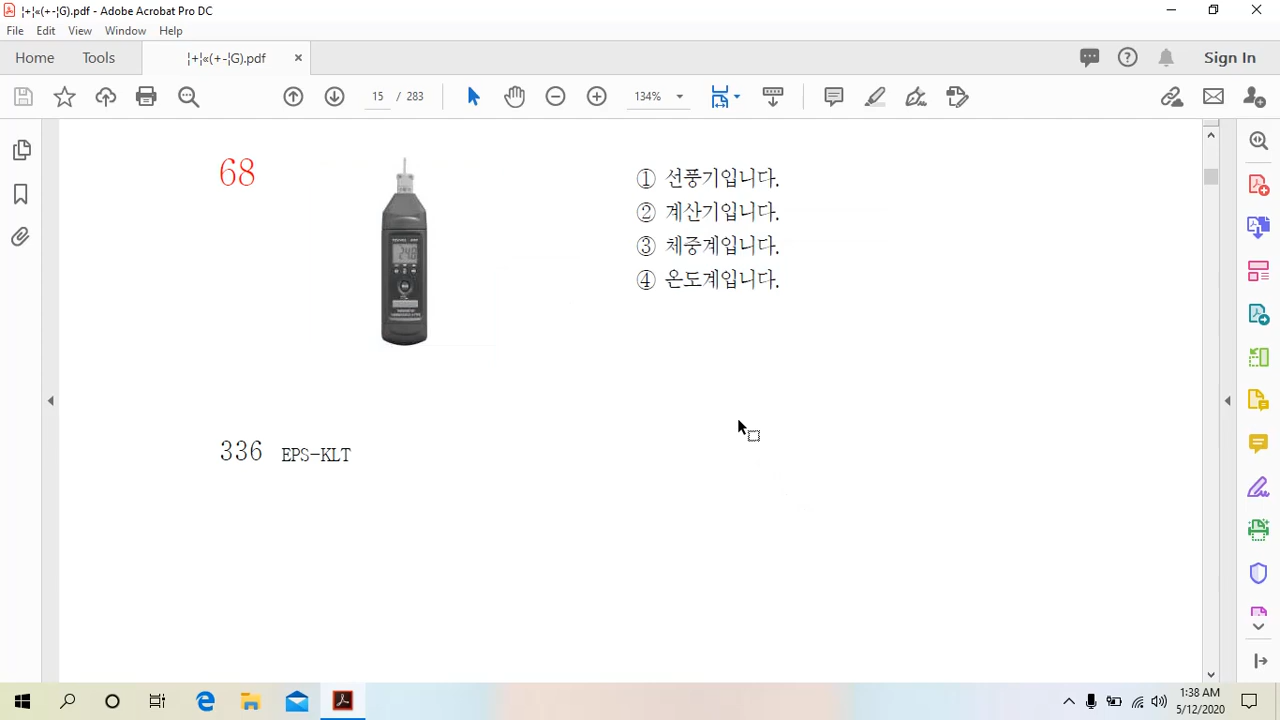 ¦+¦«(+-¦G).pdf - Adobe Acrobat Pro DC
File Edit View Window Help
Home Tools ¦+¦«(+-¦G).pdf × Sign In
15 / 283 134%
68
① 선풍기입니다.
② 계산기입니다.
③ 체중계입니다.
④ 온도계입니다.
336 EPS-KLT
1:38 AM
5/12/2020